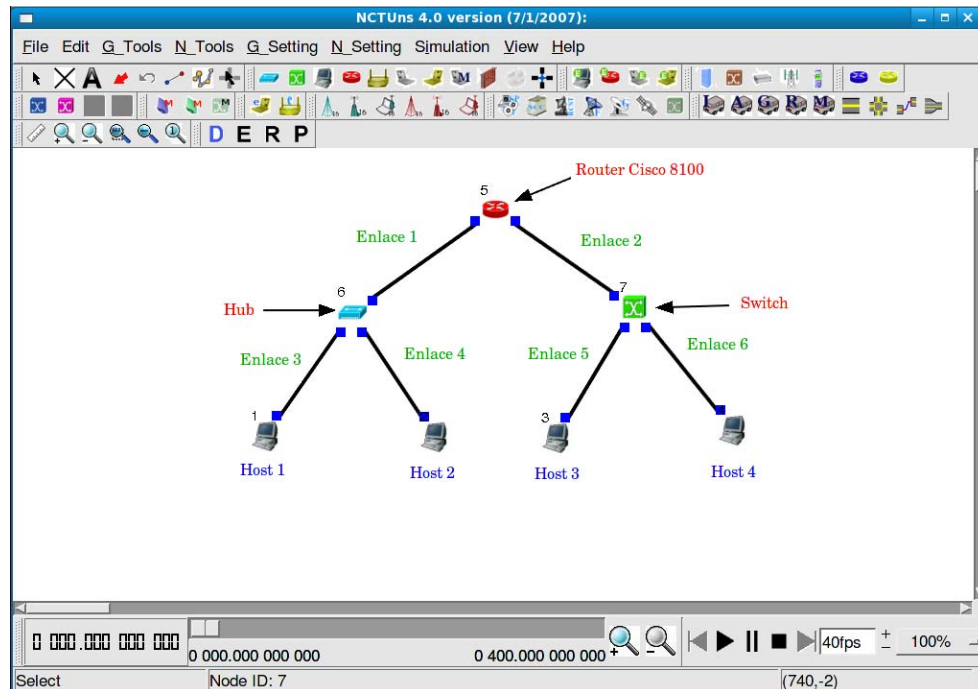 NCTUns 4.0 version (7/1/2007):
File Edit G_Tools N_Tools G_Setting N_Setting Simulation View Help
A
M
M M M
I A G R M
1
D E R P
Router Cisco 8100
5
Enlace 1
Enlace 2
6
7
Hub
Switch
Enlace 3
Enlace 4
Enlace 5
Enlace 6
1
3
Host 1
Host 2
Host 3
Host 4
0 000.000 000 000
0 000.000 000 000
0 400.000 000 000
40fps
100%
Select
Node ID: 7
(740,-2)